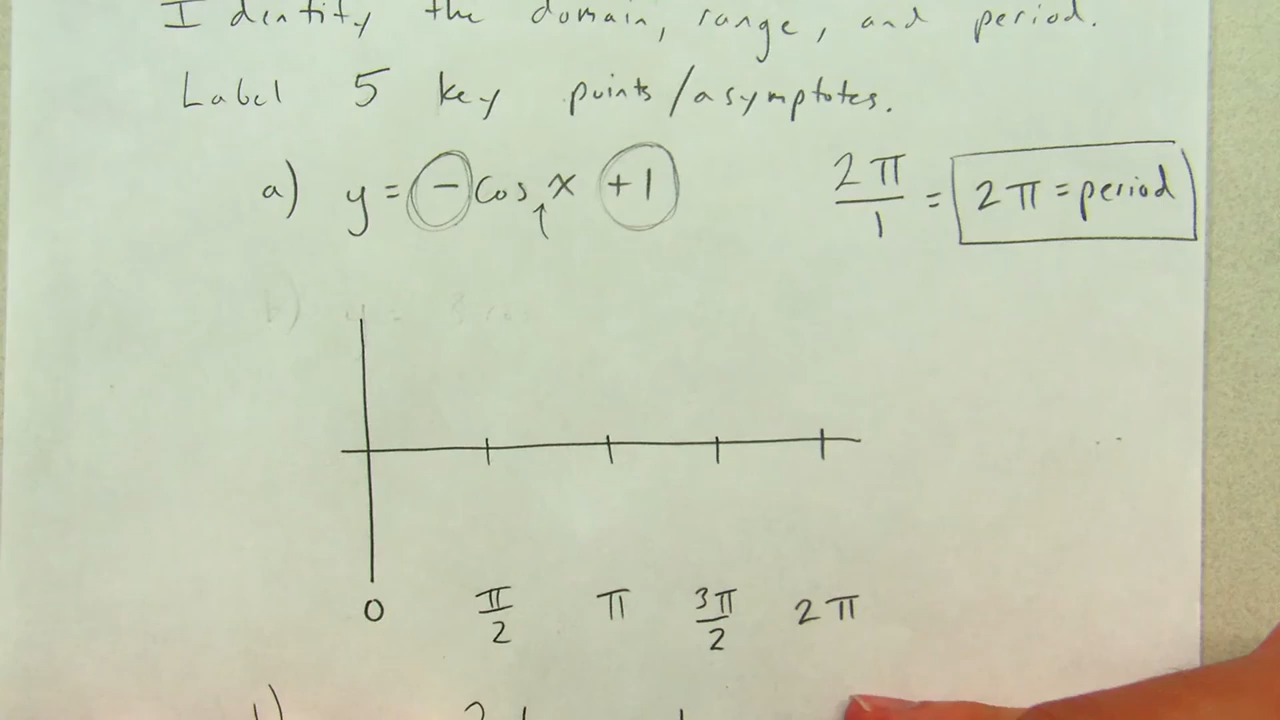 Identify the domain, range, and period.
Label 5 key points/asymptotes.
a) y = - cos x +1
2π/1 = 2π = period
0 π/2 π 3π/2 2π